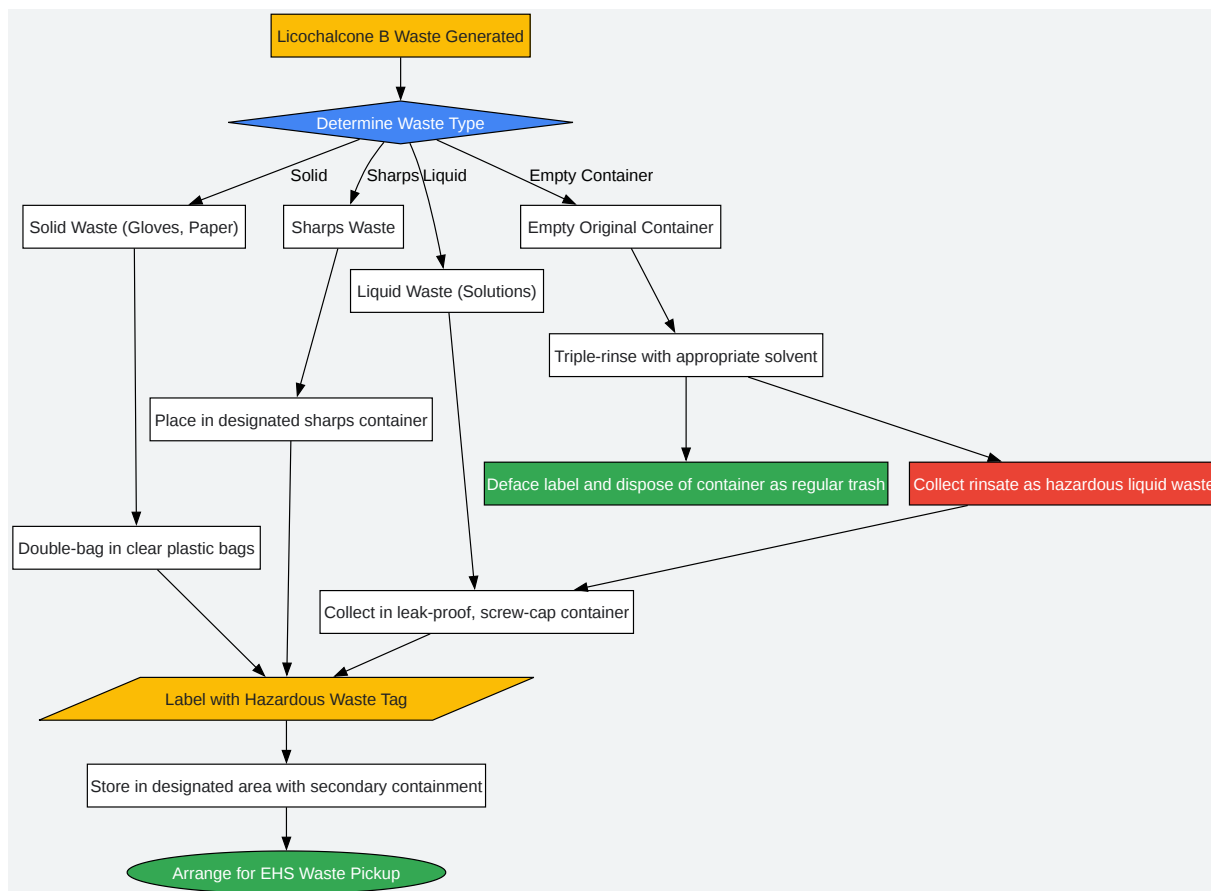 Licochalcone B Waste Generated
Determine Waste Type
Solid
Sharps
Liquid
Empty Container
Solid Waste (Gloves, Paper)
Sharps Waste
Empty Original Container
Liquid Waste (Solutions)
Triple-rinse with appropriate solvent
Place in designated sharps container
Deface label and dispose of container as regular trash
Collect rinsate as hazardous liquid waste
Double-bag in clear plastic bags
Collect in leak-proof, screw-cap container
Label with Hazardous Waste Tag
Store in designated area with secondary containment
Arrange for EHS Waste Pickup